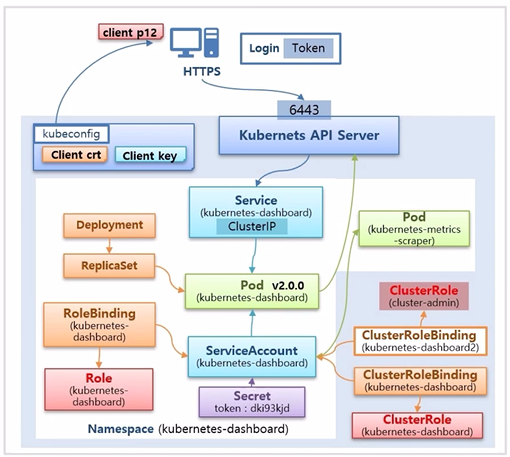 client p12
Login Token
HTTPS
6443
Kubernets API Server
kubeconfig
Client crt
Client key
Service
(kubernetes-dashboard)
ClusterIP
Pod
(kubernetes-metrics
-scraper)
Deployment
ReplicaSet
Pod v2.0.0
(kubernetes-dashboard)
ClusterRole
(cluster-admin)
RoleBinding
(kubernetes-
dashboard)
ClusterRoleBinding
(kubernetes-dashboard2)
ServiceAccount
(kubernetes-dashboard)
ClusterRoleBinding
(kubernetes-dashboard)
Role
(kubernetes-
dashboard)
Secret
token : dki93kjd
ClusterRole
(kubernetes-dashboard)
Namespace (kubernetes-dashboard)